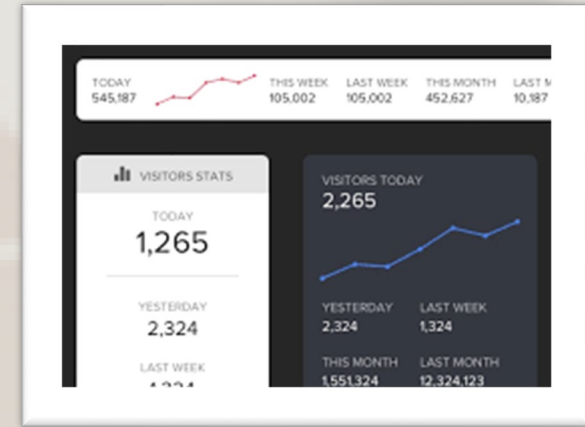 TODAY THIS WEEK LAST WEEK THIS MONTH LAST
545,187 105,002 105,002 452,627 10,187
VISITORS STATS
TODAY
1,265
YESTERDAY
2,324
LAST WEEK
VISITORS TODAY
2,265
YESTERDAY LAST WEEK
2,324 1,324
THIS MONTH LAST MONTH
1,551,324 12,324,123